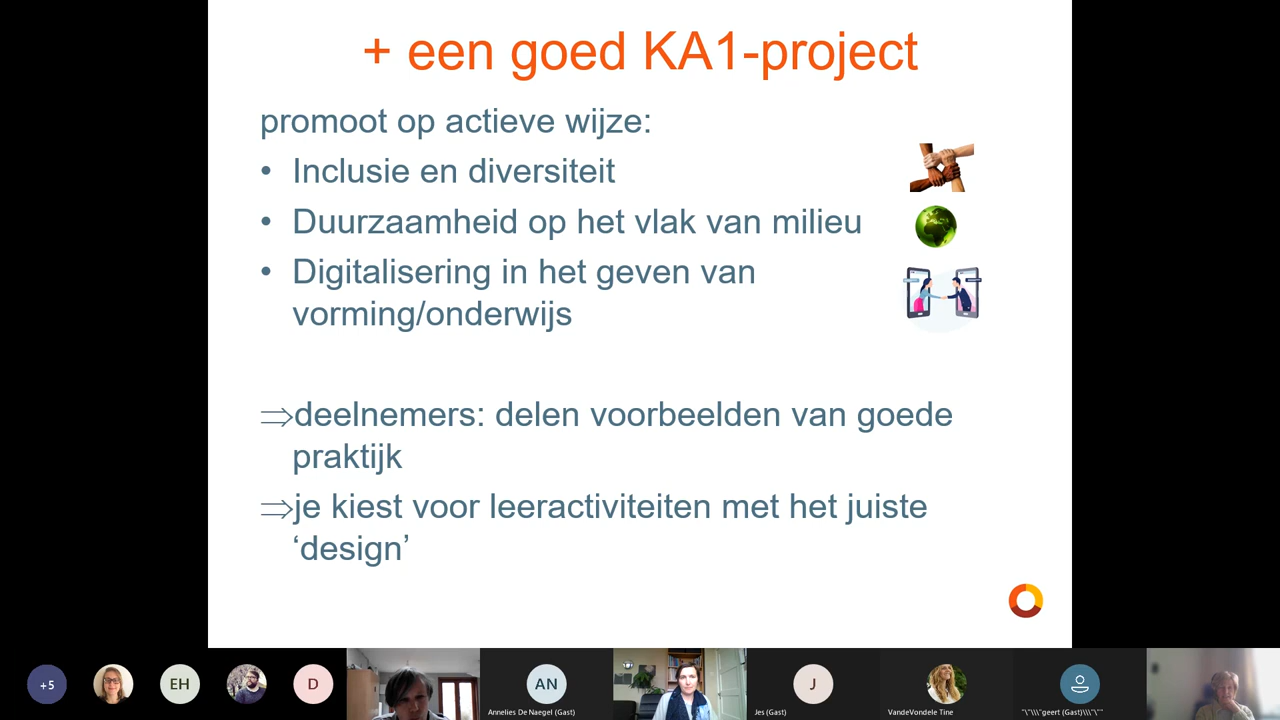 + een goed KA1-project
promoot op actieve wijze:
• Inclusie en diversiteit
• Duurzaamheid op het vlak van milieu
• Digitalisering in het geven van
vorming/onderwijs
⇒deelnemers: delen voorbeelden van goede
praktijk
⇒je kiest voor leeractiviteiten met het juiste
‘design’
+5
EH
D
AN
Annelies De Naegel (Gast)
J
Jes (Gast)
VandeVondele Tine
"\"\\\"geert (Gast)\\\"\""